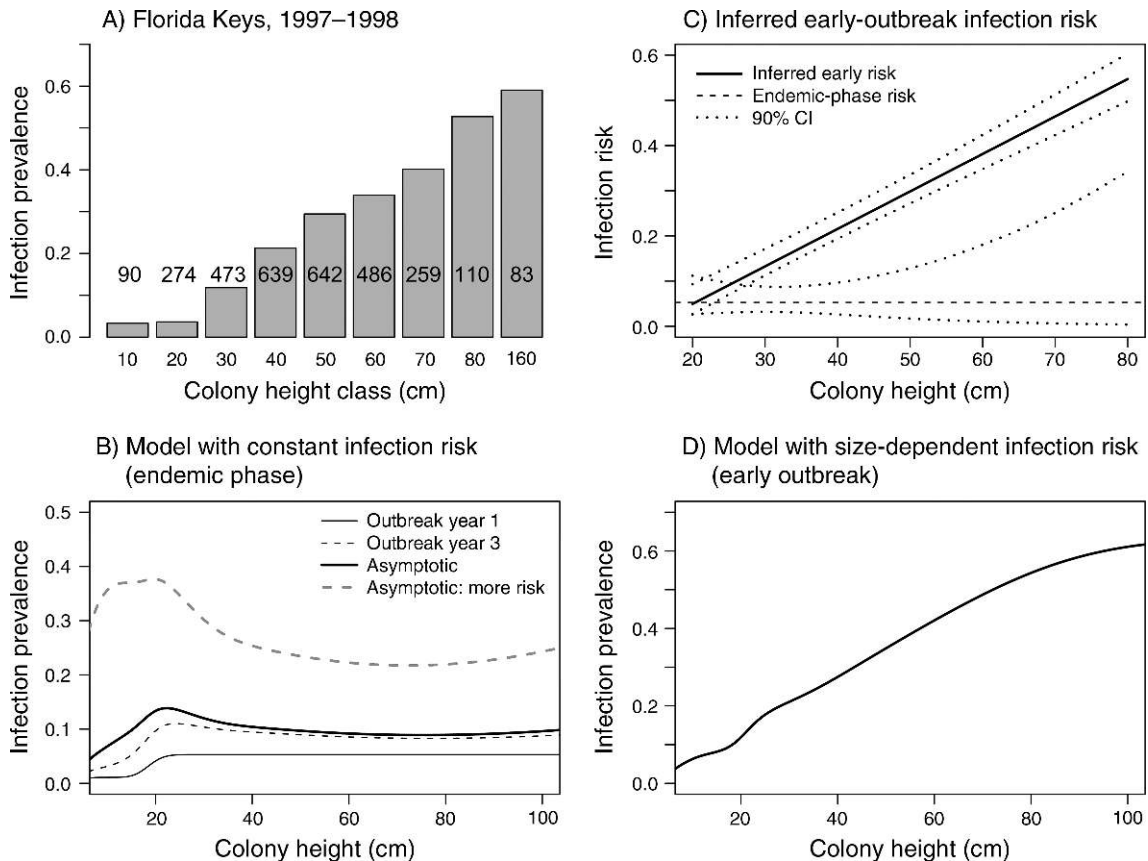 A) Florida Keys, 1997–1998
Infection prevalence
0.6
0.4
0.2
0.0
90 274 473 639 642 486 259 110 83
10 20 30 40 50 60 70 80 160
Colony height class (cm)
C) Inferred early-outbreak infection risk
Infection risk
0.6
0.4
0.2
0.0
Inferred early risk
Endemic-phase risk
90% CI
20 30 40 50 60 70 80
Colony height (cm)
B) Model with constant infection risk
(endemic phase)
Infection prevalence
0.5
0.4
0.3
0.2
0.1
0.0
Outbreak year 1
Outbreak year 3
Asymptotic
Asymptotic: more risk
20 40 60 80 100
Colony height (cm)
D) Model with size-dependent infection risk
(early outbreak)
Infection prevalence
0.6
0.4
0.2
0.0
20 40 60 80 100
Colony height (cm)